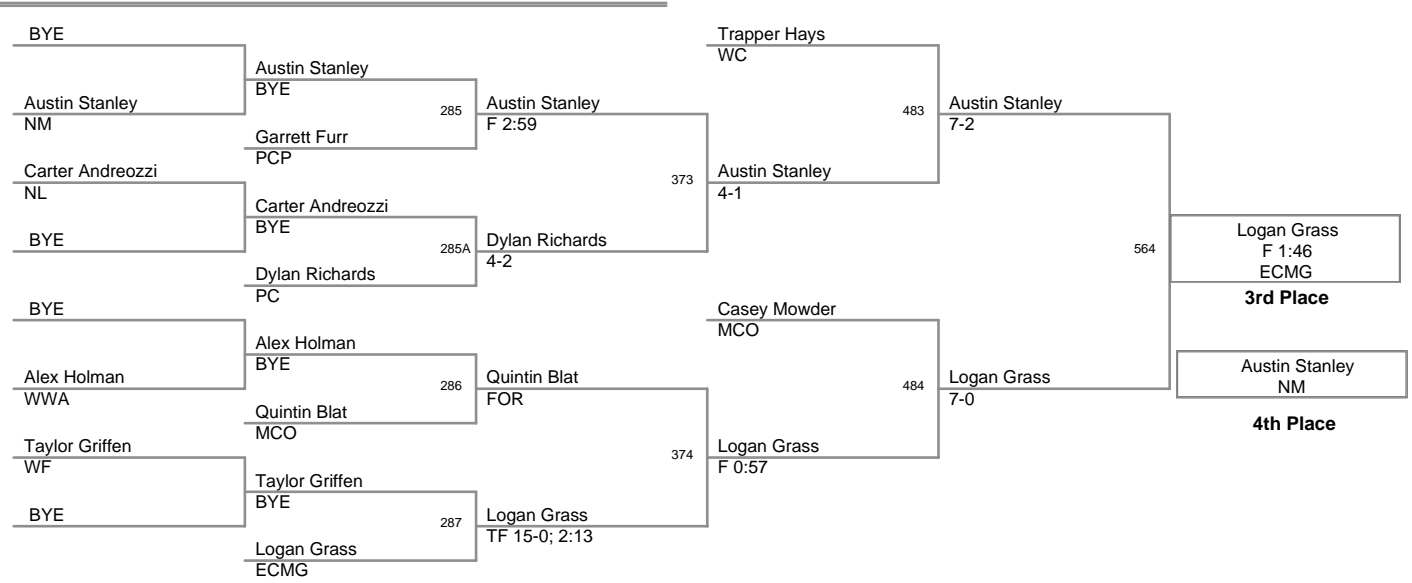 BYE
Austin Stanley
NM
Carter Andreozzi
NL
BYE
BYE
Alex Holman
WWA
Taylor Griffen
WF
BYE
Austin Stanley
BYE
285
Garrett Furr
PCP
Carter Andreozzi
BYE
285A
Dylan Richards
PC
Alex Holman
BYE
286
Quintin Blat
MCO
Taylor Griffen
BYE
287
Logan Grass
ECMG
Austin Stanley
F 2:59
373
Dylan Richards
4-2
Quintin Blat
FOR
374
Logan Grass
TF 15-0; 2:13
Trapper Hays
WC
483
Austin Stanley
4-1
Casey Mowder
MCO
484
Logan Grass
F 0:57
Austin Stanley
7-2
564
Logan Grass
7-0
Logan Grass
F 1:46
ECMG
3rd Place
Austin Stanley
NM
4th Place